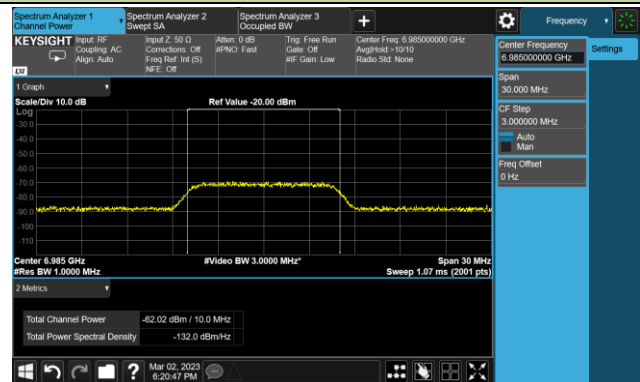 Spectrum Analyzer 1
Channel Power
Spectrum Analyzer 2
Swept SA
Spectrum Analyzer 3
Occupied BW
Frequency
KEYSIGHT
Input: RF
Coupling: AC
Align: Auto
Input Z: 50 Ω
Corrections: Off
Freq Ref: Int (S)
NFE: Off
Atten: 0 dB
#PNO: Fast
Trig: Free Run
Gate: Off
#IF Gain: Low
Center Freq: 6.985000000 GHz
Avg|Hold:>10/10
Radio Std: None
LXI
Center Frequency
6.985000000 GHz
Settings
Span
30.000 MHz
CF Step
3.000000 MHz
Auto
Man
Freq Offset
0 Hz
1 Graph
Scale/Div 10.0 dB
Ref Value -20.00 dBm
Log
-30.0
-40.0
-50.0
-60.0
-70.0
-80.0
-90.0
-100
-110
Center 6.985 GHz
#Video BW 3.0000 MHz*
Span 30 MHz
#Res BW 1.0000 MHz
Sweep 1.07 ms (2001 pts)
2 Metrics
Total Channel Power
-62.02 dBm / 10.0 MHz
Total Power Spectral Density
-132.0 dBm/Hz
?
Mar 02, 2023
6:20:47 PM